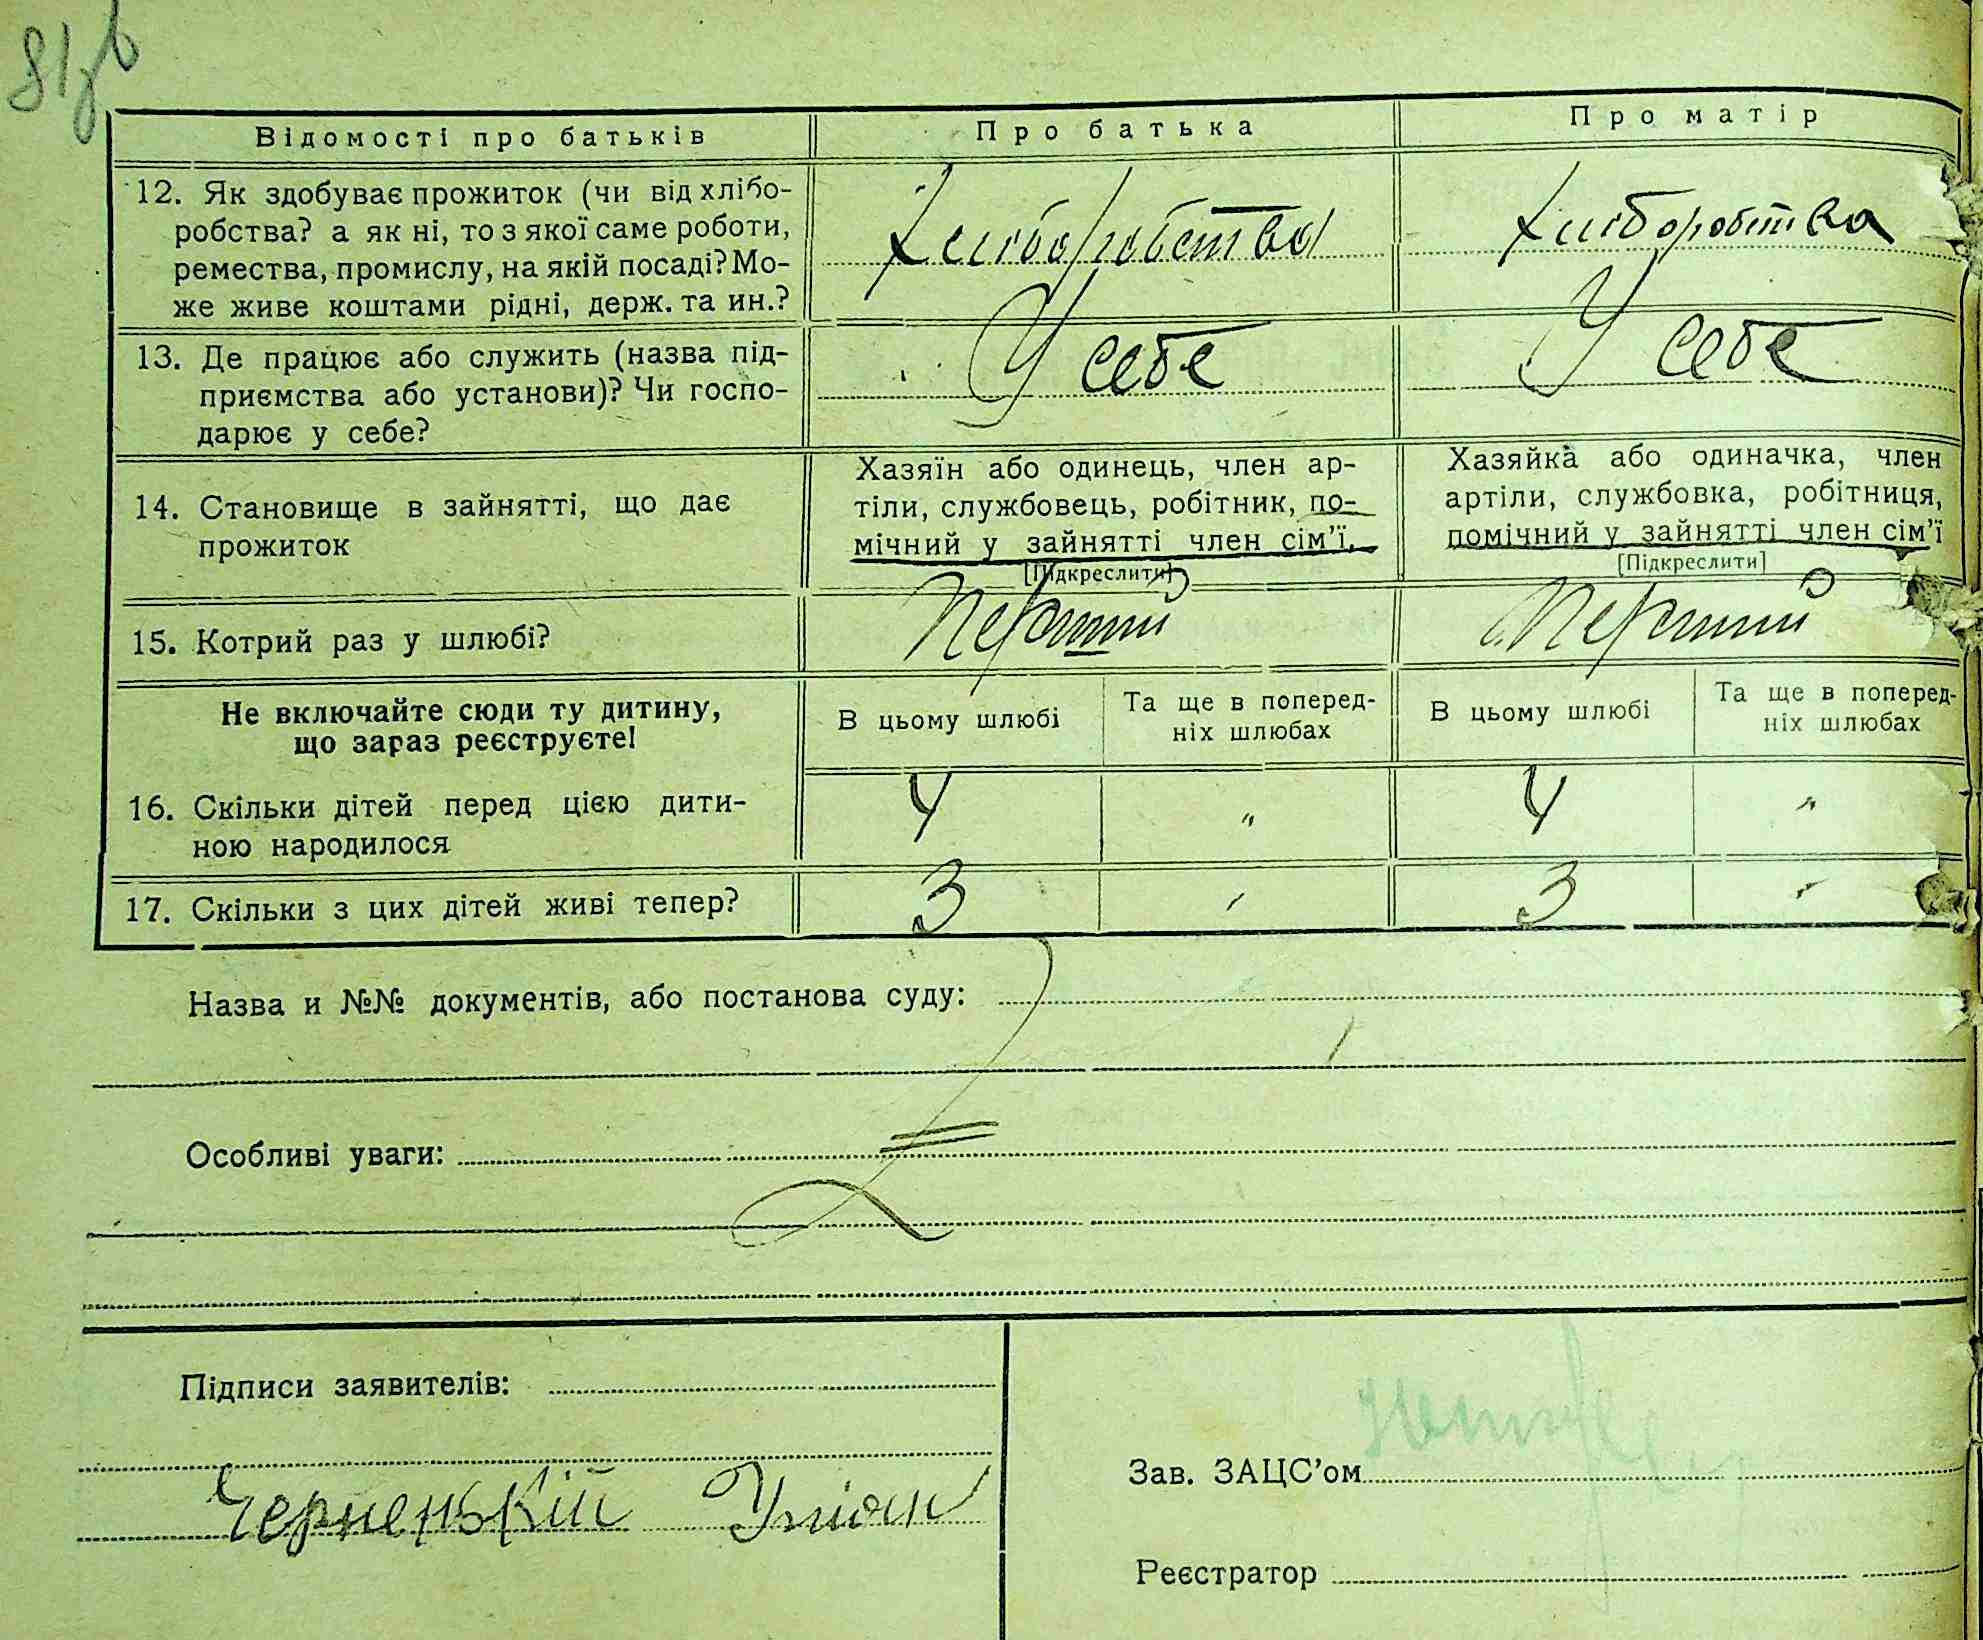 81зв
Відомості про батьків
Про батька
Про матір
12. Як здобуває прожиток (чи від хлібо-
робства? а як ні, то з якої саме роботи,
ремества, промислу, на якій посаді? Мо-
же живе коштами рідні, держ. та ин.?
Хліборобства
Хліборобства
13. Де працює або служить (назва під-
приємства або установи)? Чи госпо-
дарює у себе?
У себе
У себе
14. Становище в зайнятті, що дає
прожиток
Хазяїн або одинець, член ар-
тіли, службовець, робітник, по-
мічний у зайнятті член сім'ї.
[Підкреслити]
Хазяйка або одиначка, член
артіли, службовка, робітниця,
помічний у зайнятті член сім'ї
[Підкреслити]
15. Котрий раз у шлюбі?
Перший
Перший
Не включайте сюди ту дитину,
що зараз реєструєте!
В цьому шлюбі
Та ще в поперед-
ніх шлюбах
В цьому шлюбі
Та ще в поперед-
ніх шлюбах
16. Скільки дітей перед цією дити-
ною народилося
4
"
4
"
17. Скільки з цих дітей живі тепер?
3
"
3
"
Назва и №№ документів, або постанова суду:
Особливі уваги:
Підписи заявителів:
Черненький
Зав. ЗАЦС'ом
Реєстратор